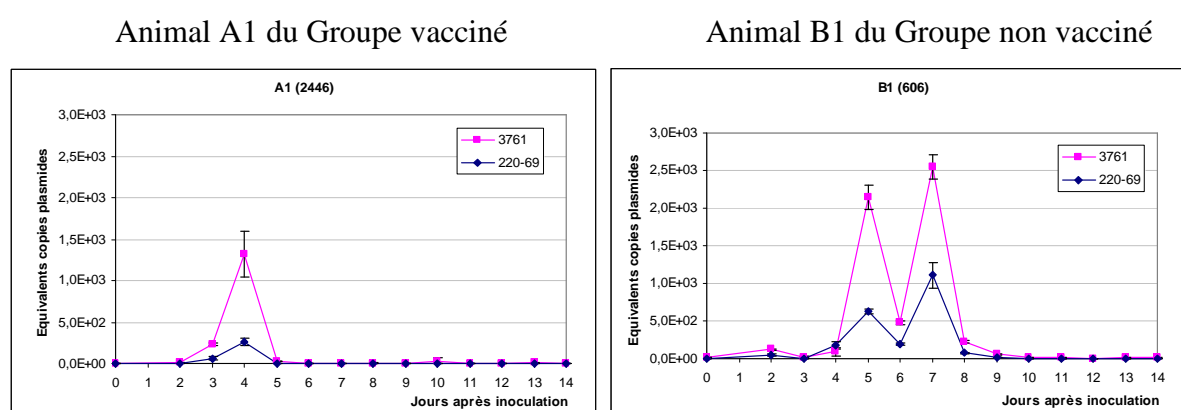 Animal A1 du Groupe vacciné
Animal B1 du Groupe non vacciné
A1 (2446)
3,0E+03
2,5E+03
2,0E+03
1,5E+03
1,0E+03
5,0E+02
0,0E+00
Equivalents copies plasmides
3761
220-69
0 1 2 3 4 5 6 7 8 9 10 11 12 13 14
Jours après inoculation
B1 (606)
3,0E+03
2,5E+03
2,0E+03
1,5E+03
1,0E+03
5,0E+02
0,0E+00
Equivalents copies plasmides
3761
220-69
0 1 2 3 4 5 6 7 8 9 10 11 12 13 14
Jours après inoculation